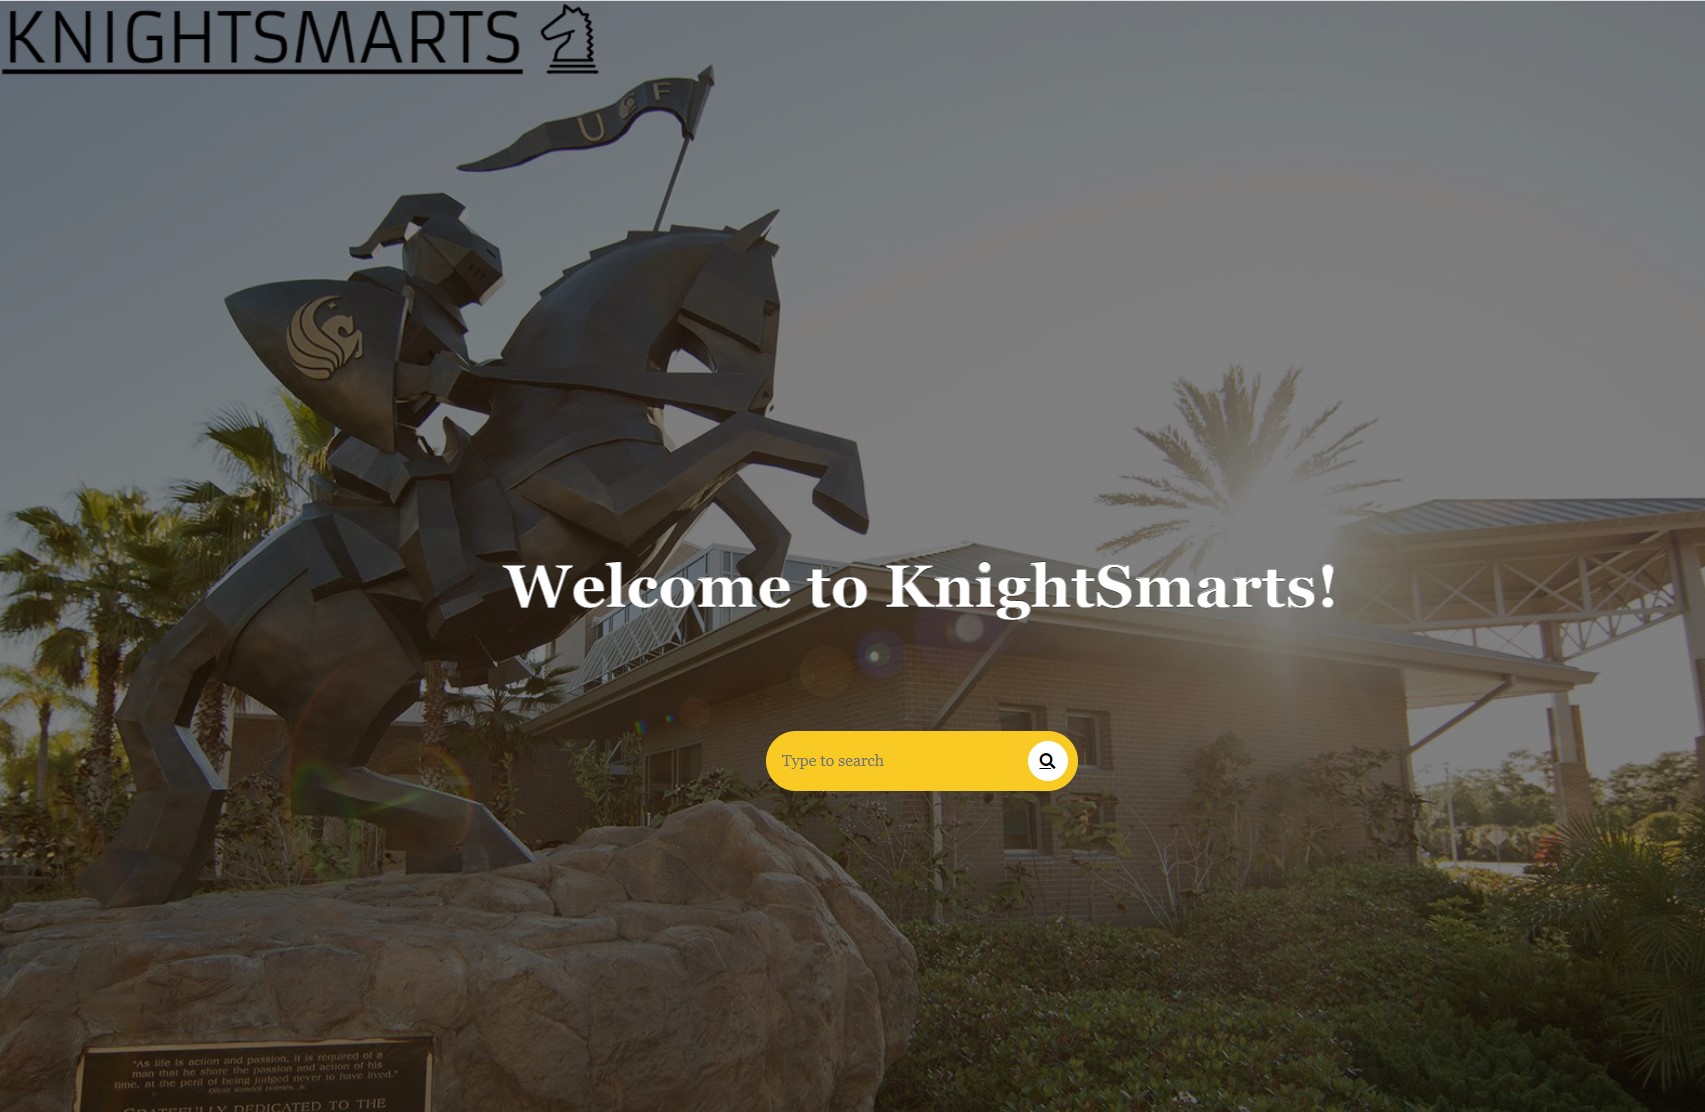 KNIGHTSMARTS
UCF
Welcome to KnightSmarts!
Type to search
"As life is action and passion, it is required of a
man that he share the passion and action of his
time, at the peril of being judged never to have lived."
Oliver Wendell Holmes, Jr.
GRATEFULLY DEDICATED TO THE